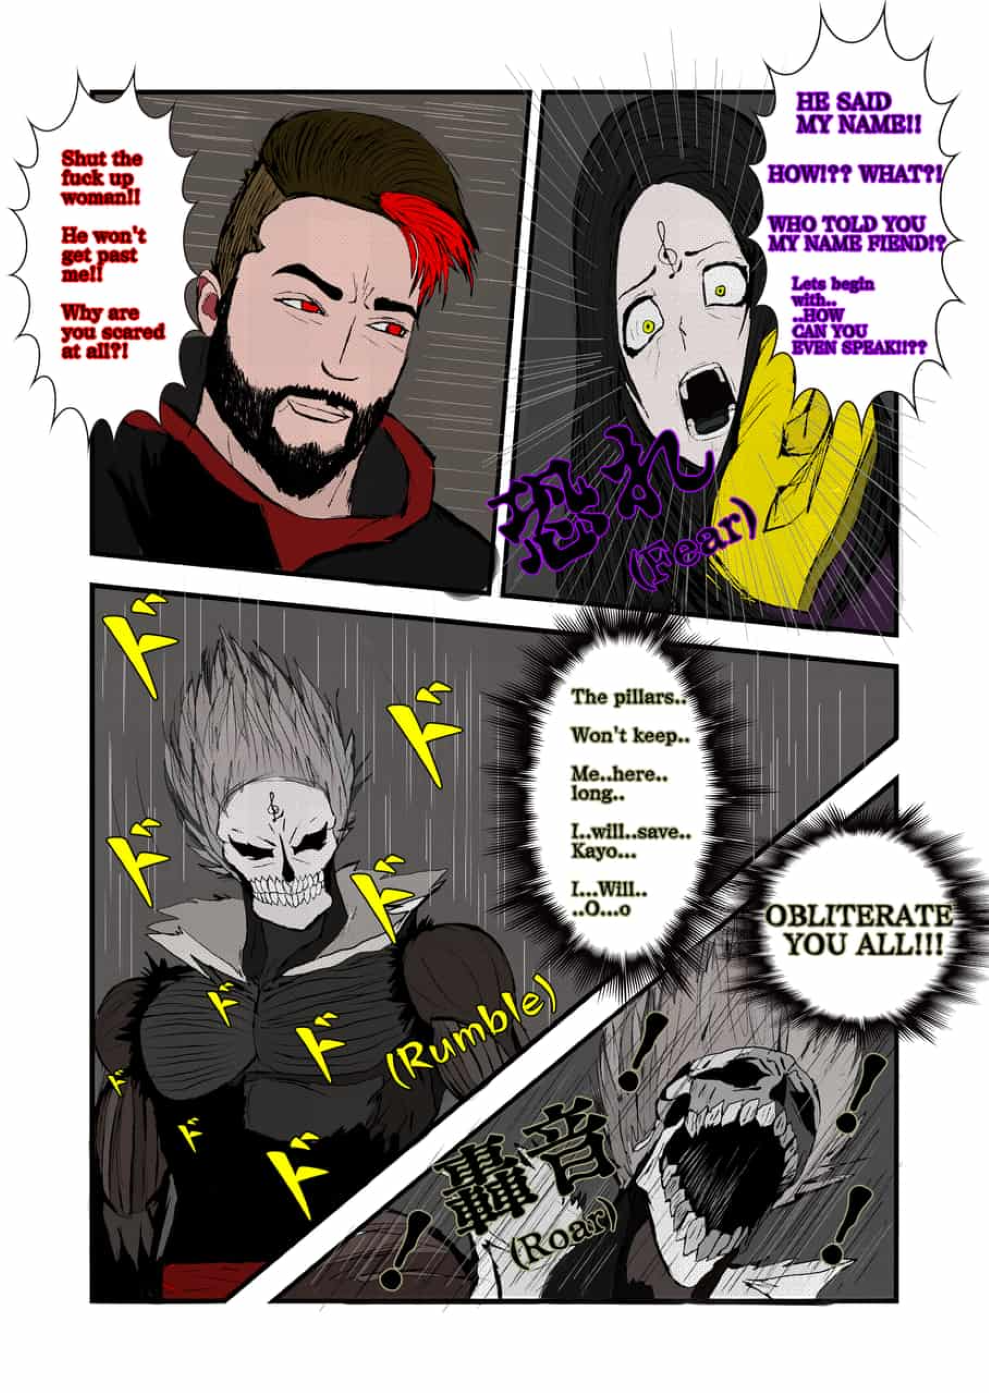 Shut the
fuck up
woman!!
He won't
get past
me!!
Why are
you scared
at all?!
HE SAID
MY NAME!!
HOW!?? WHAT?!
WHO TOLD YOU
MY NAME FIEND!?
Lets begin
with..
..HOW
CAN YOU
EVEN SPEAK!!??
恐れ
(Fear)
The pillars..
Won't keep..
Me..here..
long..
I..will..save..
Kayo...
I...Will..
..O...o
ド
ド
ド
ド
ド
ド
ド
ド
ド
(Rumble)
OBLITERATE
YOU ALL!!!
!
!
!
!
轟音
(Roar)